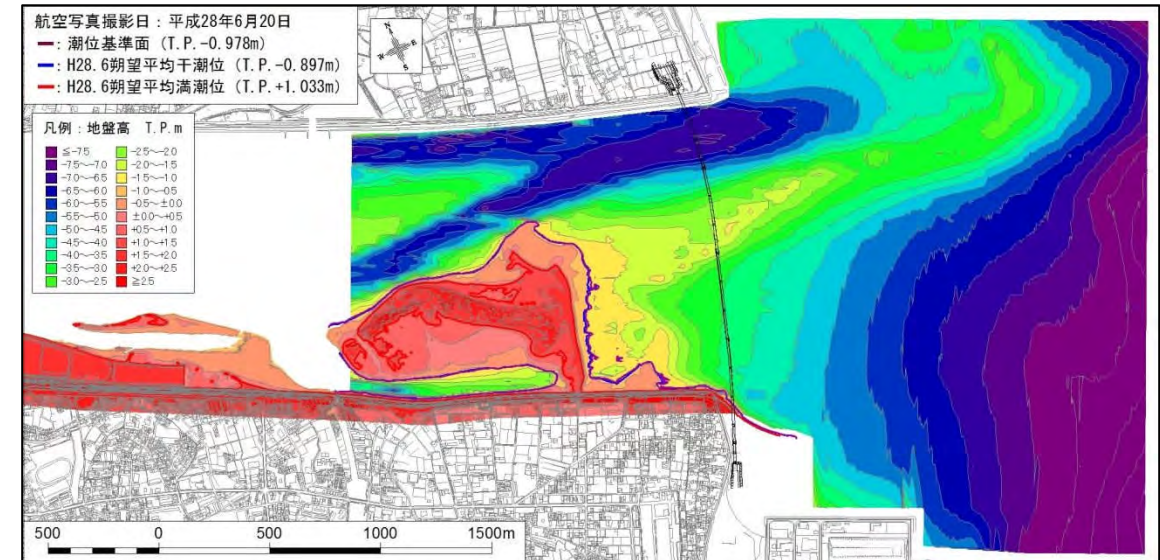 航空写真撮影日：平成28年6月20日
：潮位基準面（T.P.-0.978m）
：H28.6朔望平均干潮位（T.P.-0.897m）
：H28.6朔望平均満潮位（T.P.+1.033m）
N
E
W
S
凡例：地盤高 T.P.m
≦-7.5
-7.5～-7.0
-7.0～-6.5
-6.5～-6.0
-6.0～-5.5
-5.5～-5.0
-5.0～-4.5
-4.5～-4.0
-4.0～-3.5
-3.5～-3.0
-3.0～-2.5
-2.5～-2.0
-2.0～-1.5
-1.5～-1.0
-1.0～-0.5
-0.5～±0.0
±0.0～+0.5
+0.5～+1.0
+1.0～+1.5
+1.5～+2.0
+2.0～+2.5
≧2.5
500 0 500 1000 1500m